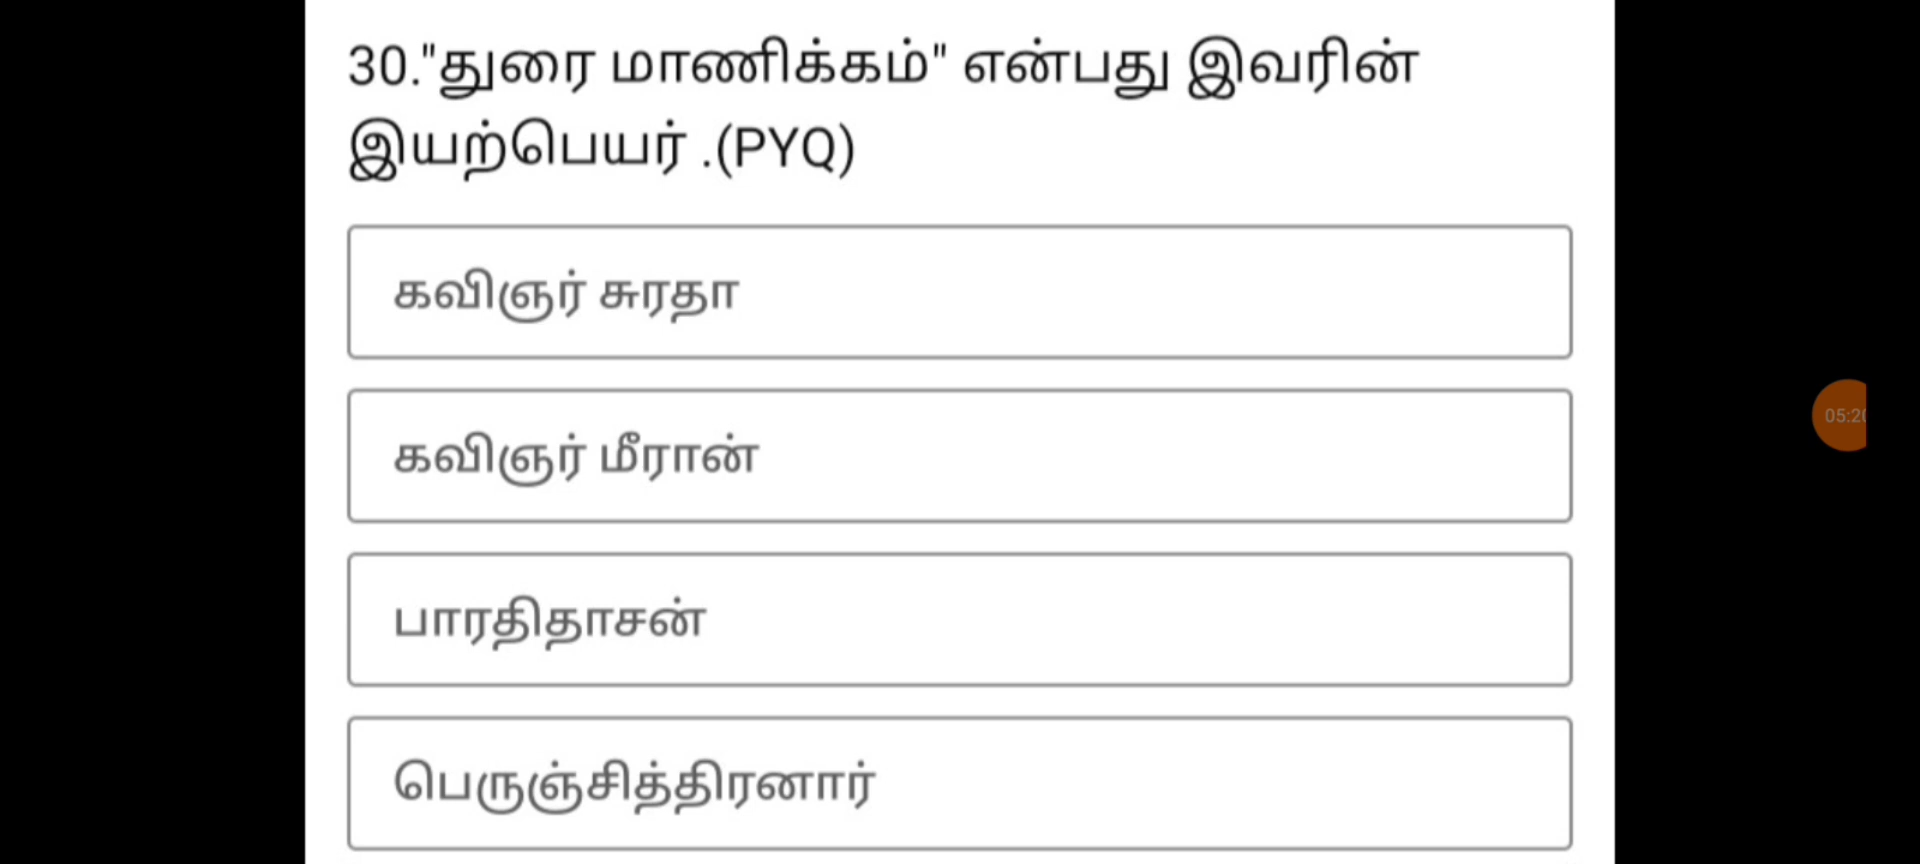 30."துரை மாணிக்கம்" என்பது இவரின்
இயற்பெயர் .(PYQ)
கவிஞர் சுரதா
கவிஞர் மீரான்
பாரதிதாசன்
பெருஞ்சித்திரனார்